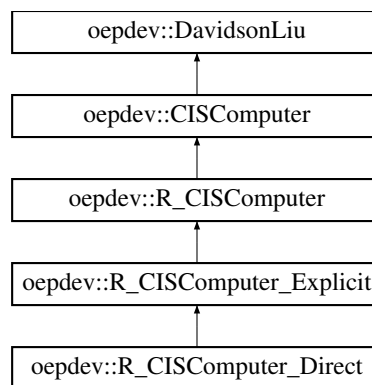 oepdev::DavidsonLiu
oepdev::CISComputer
oepdev::R_CISComputer
oepdev::R_CISComputer_Explicit
oepdev::R_CISComputer_Direct